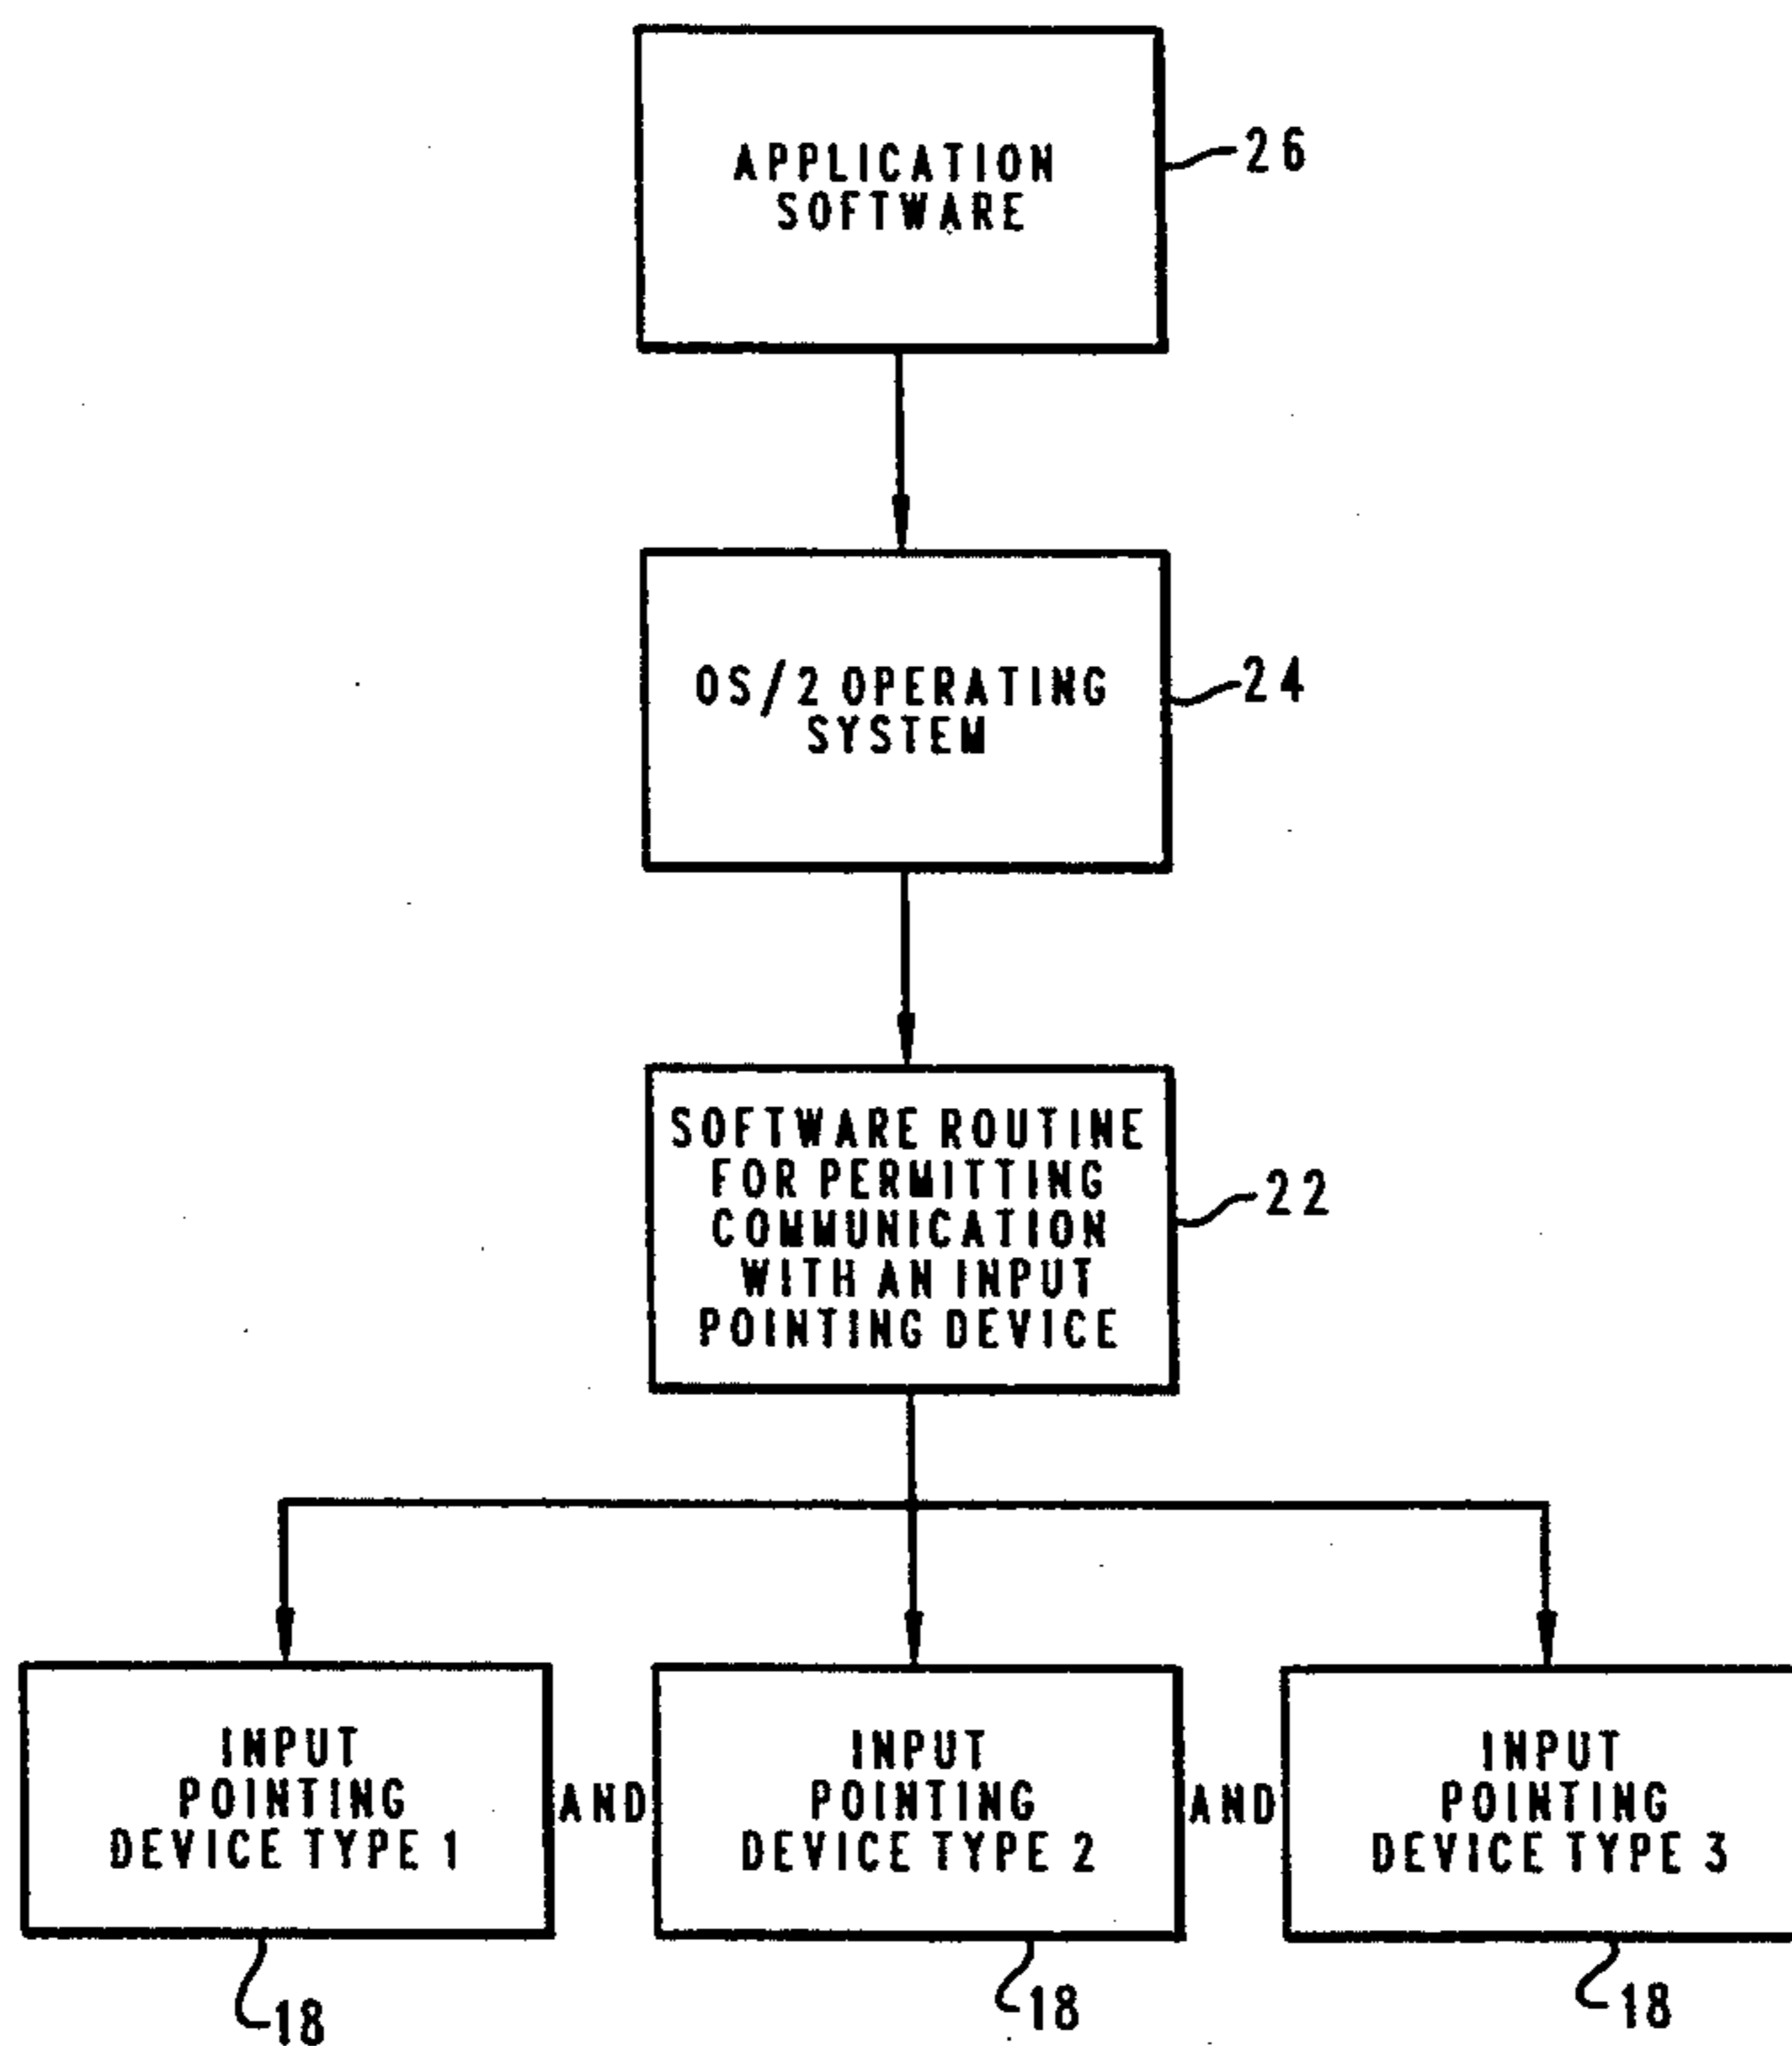 APPLICATION
SOFTWARE
26
OS/2 OPERATING
SYSTEM
24
SOFTWARE ROUTINE
FOR PERMITTING
COMMUNICATION
WITH AN INPUT
POINTING DEVICE
22
INPUT
POINTING
DEVICE TYPE 1
AND
INPUT
POINTING
DEVICE TYPE 2
AND
INPUT
POINTING
DEVICE TYPE 3
18
18
18